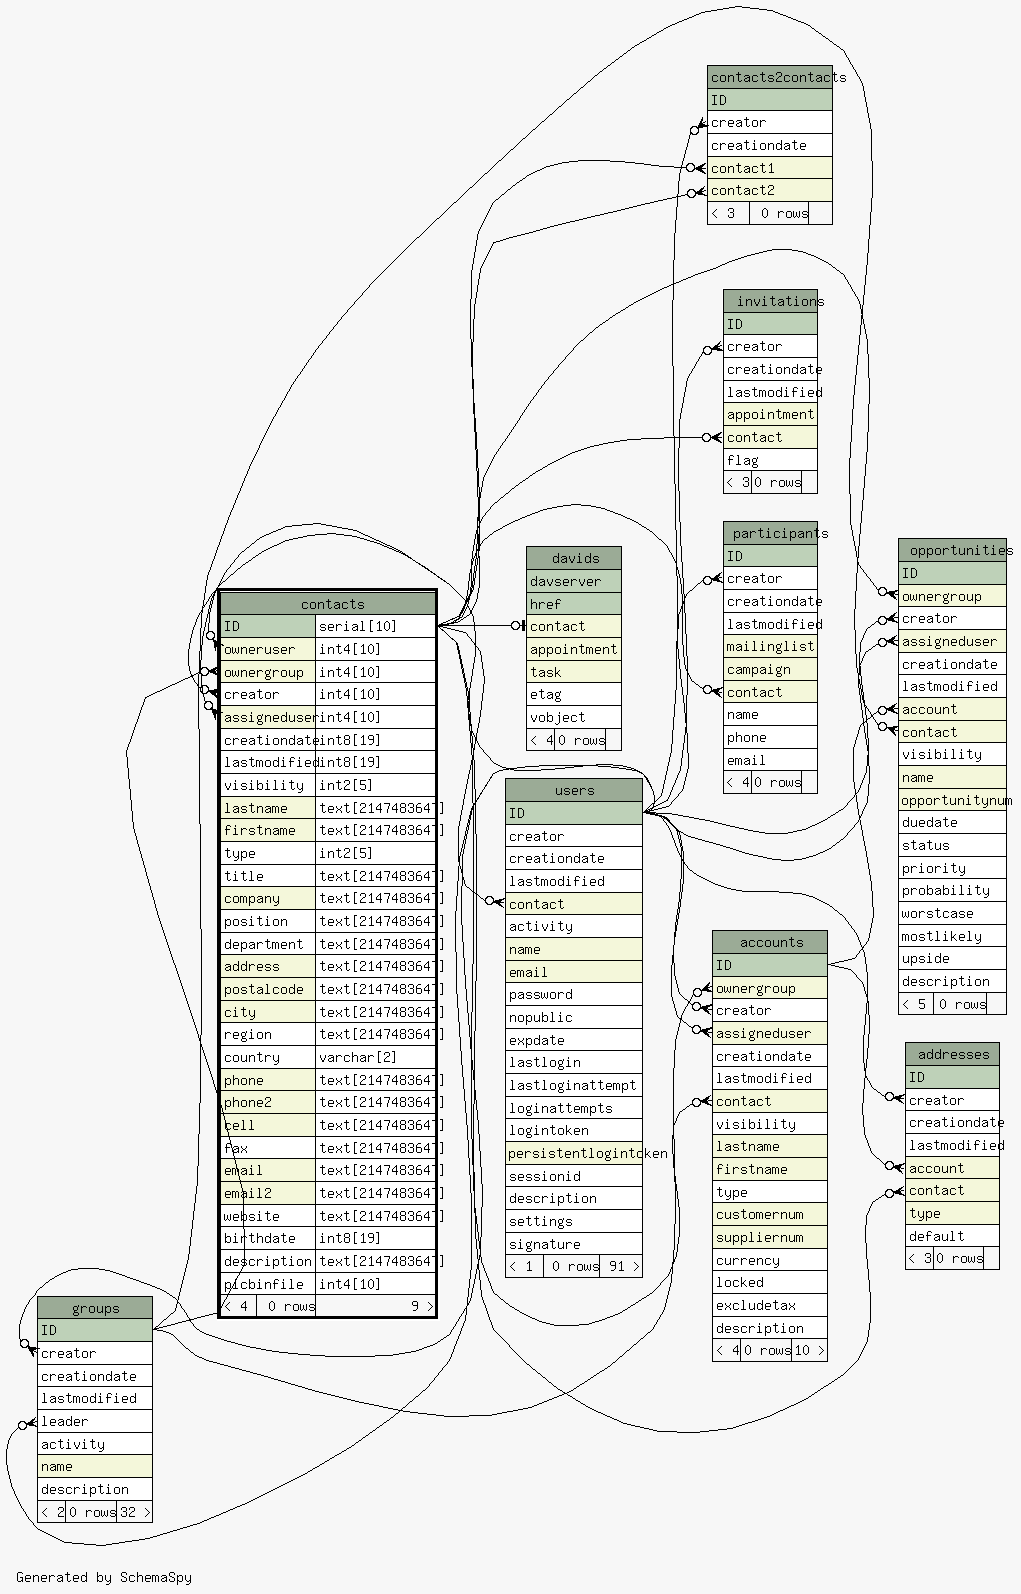 contacts2contacts
ID
creator
creationdate
contact1
contact2
< 3 0 rows
invitations
ID
creator
creationdate
lastmodified
appointment
contact
flag
< 3 0 rows
participants
ID
creator
creationdate
lastmodified
mailinglist
campaign
contact
name
phone
email
< 4 0 rows
opportunities
ID
ownergroup
creator
assigneduser
creationdate
lastmodified
account
contact
visibility
name
opportunitynum
duedate
status
priority
probability
worstcase
mostlikely
upside
description
< 5 0 rows
davids
davserver
href
contact
appointment
task
etag
vobject
< 4 0 rows
contacts
ID serial[10]
owneruser int4[10]
ownergroup int4[10]
creator int4[10]
assigneduser int4[10]
creationdate int8[19]
lastmodified int8[19]
visibility int2[5]
lastname text[2147483647]
firstname text[2147483647]
type int2[5]
title text[2147483647]
company text[2147483647]
position text[2147483647]
department text[2147483647]
address text[2147483647]
postalcode text[2147483647]
city text[2147483647]
region text[2147483647]
country varchar[2]
phone text[2147483647]
phone2 text[2147483647]
cell text[2147483647]
fax text[2147483647]
email text[2147483647]
email2 text[2147483647]
website text[2147483647]
birthdate int8[19]
description text[2147483647]
picbinfile int4[10]
< 4 0 rows 9 >
users
ID
creator
creationdate
lastmodified
contact
activity
name
email
password
nopublic
expdate
lastlogin
lastloginattempt
loginattempts
logintoken
persistentlogintoken
sessionid
description
settings
signature
< 1 0 rows 91 >
accounts
ID
ownergroup
creator
assigneduser
creationdate
lastmodified
contact
visibility
lastname
firstname
type
customernum
suppliernum
currency
locked
excludetax
description
< 4 0 rows 10 >
addresses
ID
creator
creationdate
lastmodified
account
contact
type
default
< 3 0 rows
groups
ID
creator
creationdate
lastmodified
leader
activity
name
description
< 2 0 rows 32 >
Generated by SchemaSpy